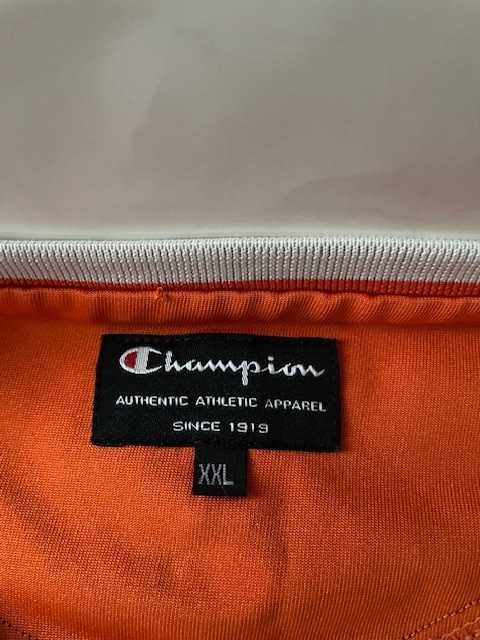 Champion
AUTHENTIC ATHLETIC APPAREL
SINCE 1919
XXL